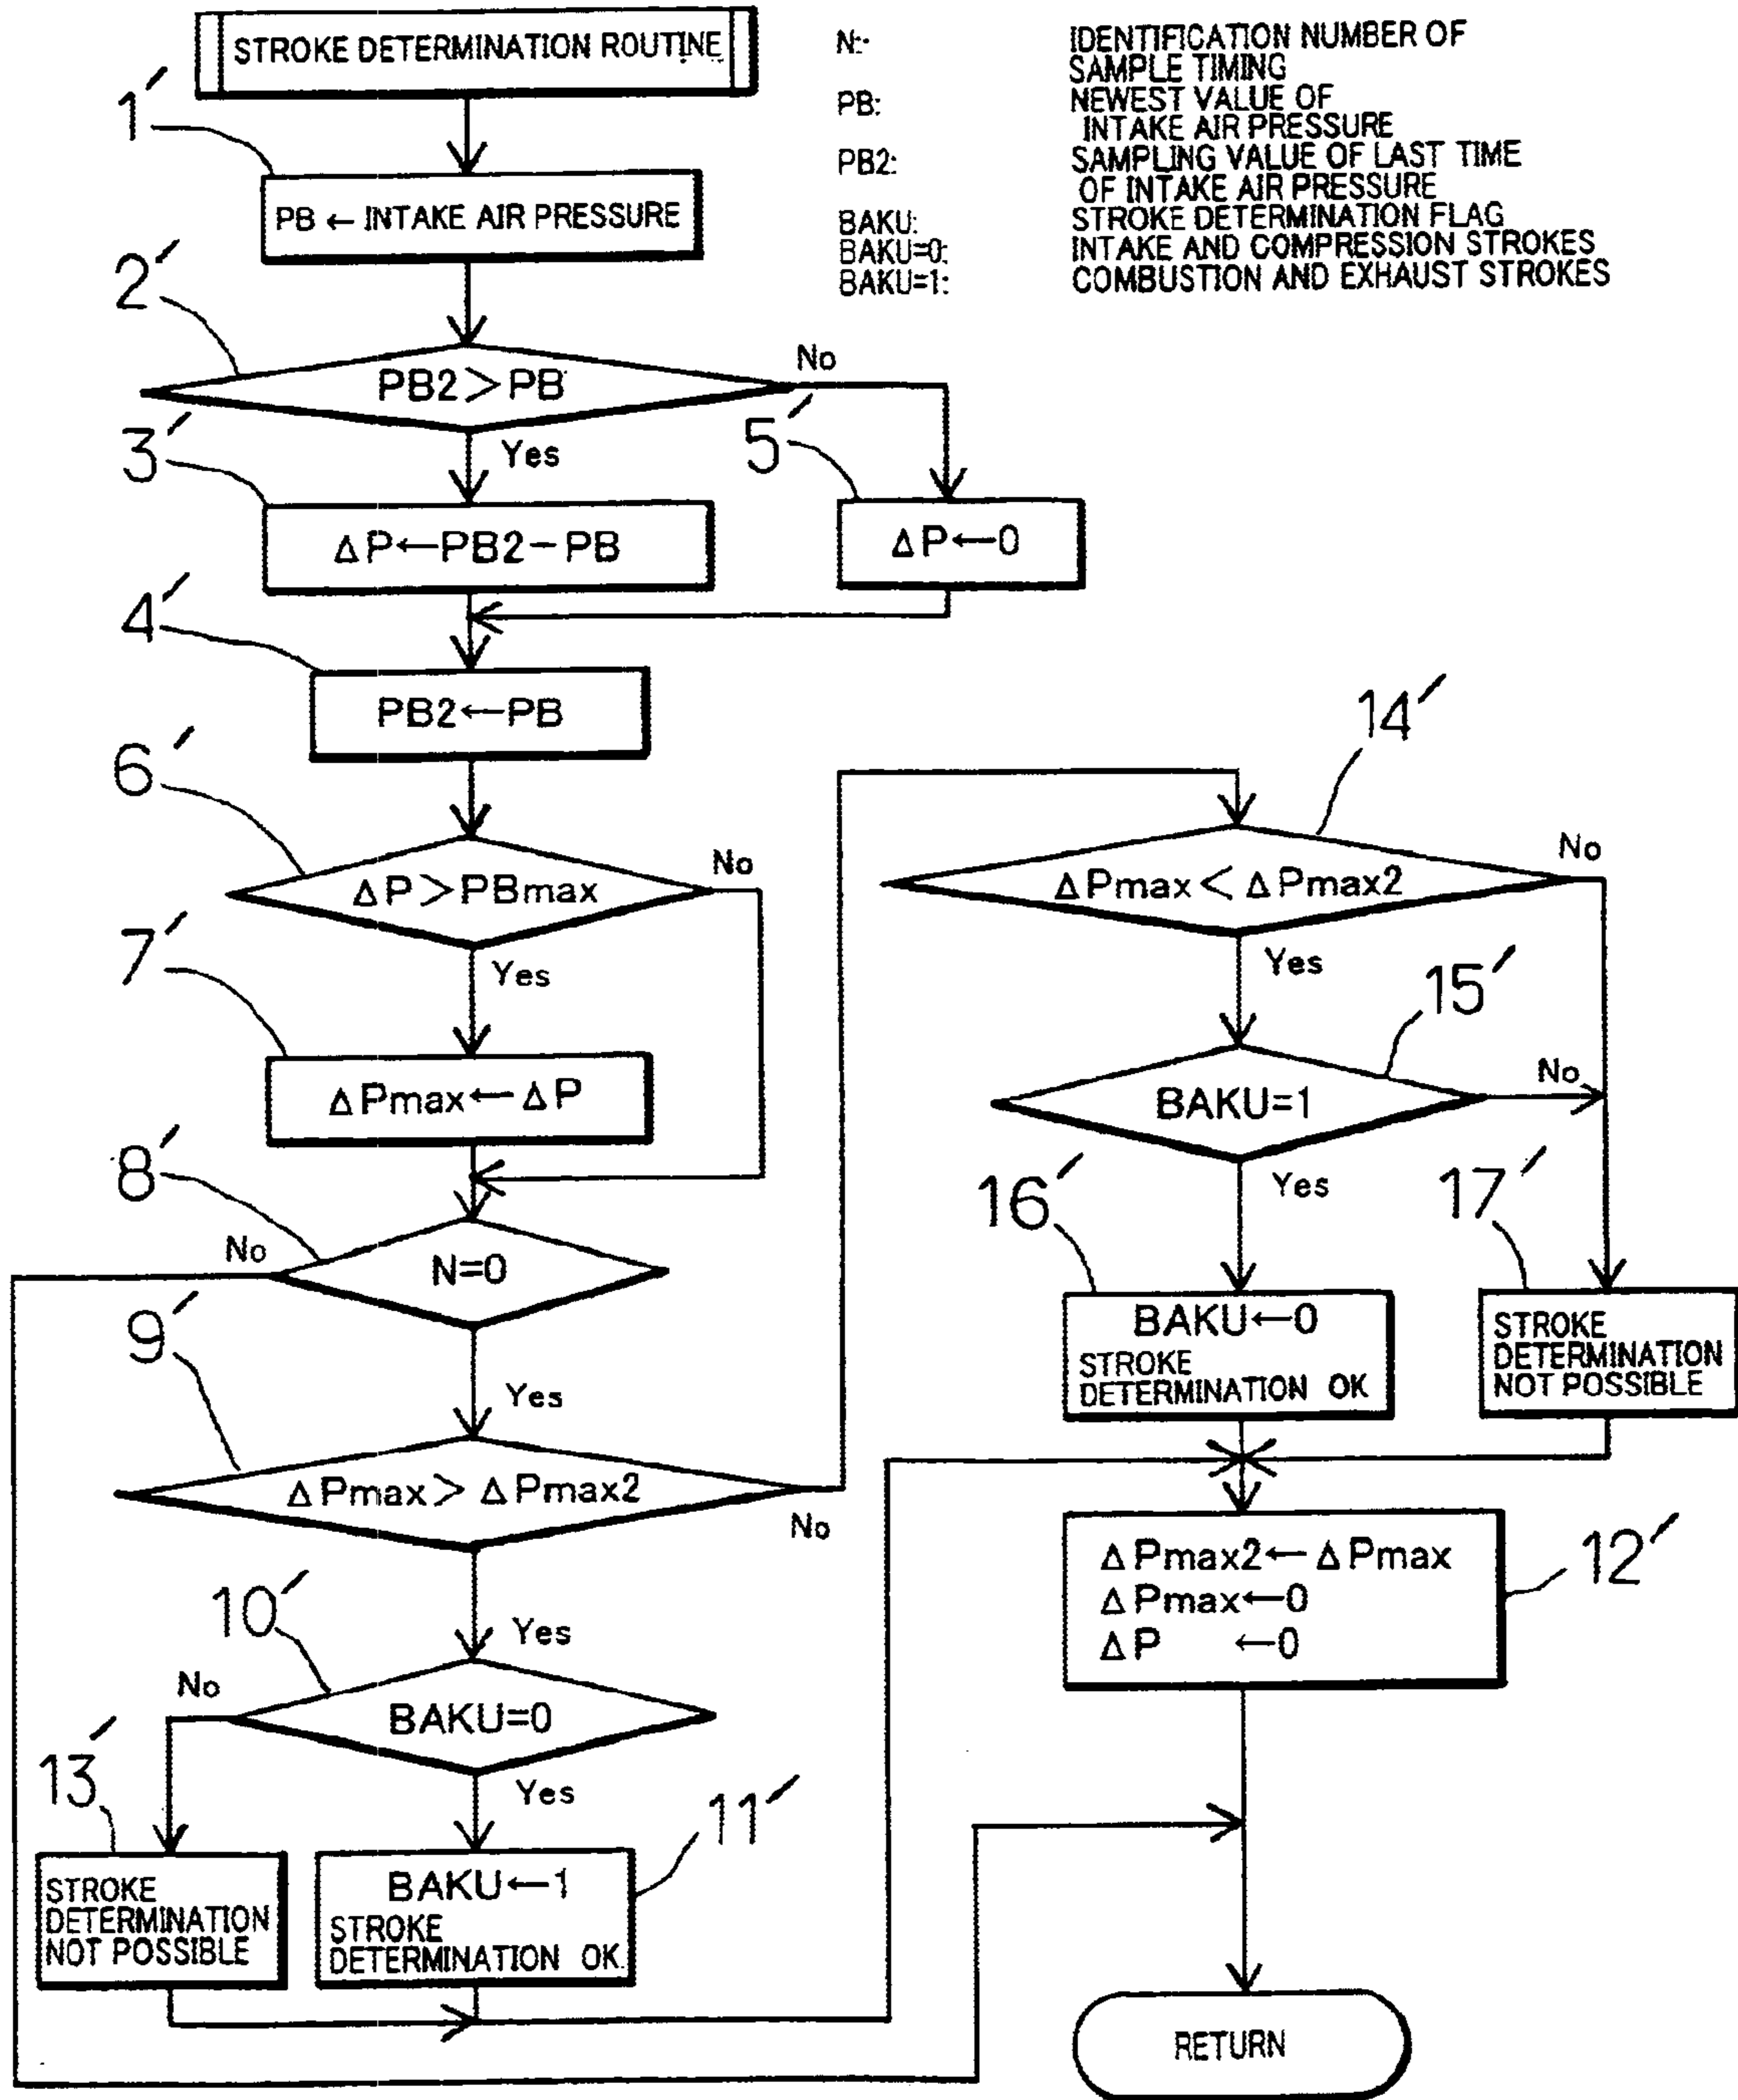 STROKE DETERMINATION ROUTINE
N:
IDENTIFICATION NUMBER OF
SAMPLE TIMING
PB:
NEWEST VALUE OF
INTAKE AIR PRESSURE
PB2:
SAMPLING VALUE OF LAST TIME
OF INTAKE AIR PRESSURE
BAKU:
STROKE DETERMINATION FLAG
BAKU=0:
INTAKE AND COMPRESSION STROKES
BAKU=1:
COMBUSTION AND EXHAUST STROKES
1'
PB ← INTAKE AIR PRESSURE
2'
PB2>PB
No
Yes
3'
ΔP←PB2-PB
5'
ΔP←0
4'
PB2←PB
6'
ΔP>PBmax
No
Yes
7'
ΔPmax←ΔP
8'
N=0
No
Yes
9'
ΔPmax>ΔPmax2
No
Yes
10'
BAKU=0
No
Yes
13'
STROKE
DETERMINATION
NOT POSSIBLE
11'
BAKU←1
STROKE
DETERMINATION OK
14'
ΔPmax<ΔPmax2
No
Yes
15'
BAKU=1
No
Yes
16'
BAKU←0
STROKE
DETERMINATION OK
17'
STROKE
DETERMINATION
NOT POSSIBLE
12'
ΔPmax2←ΔPmax
ΔPmax←0
ΔP ←0
RETURN